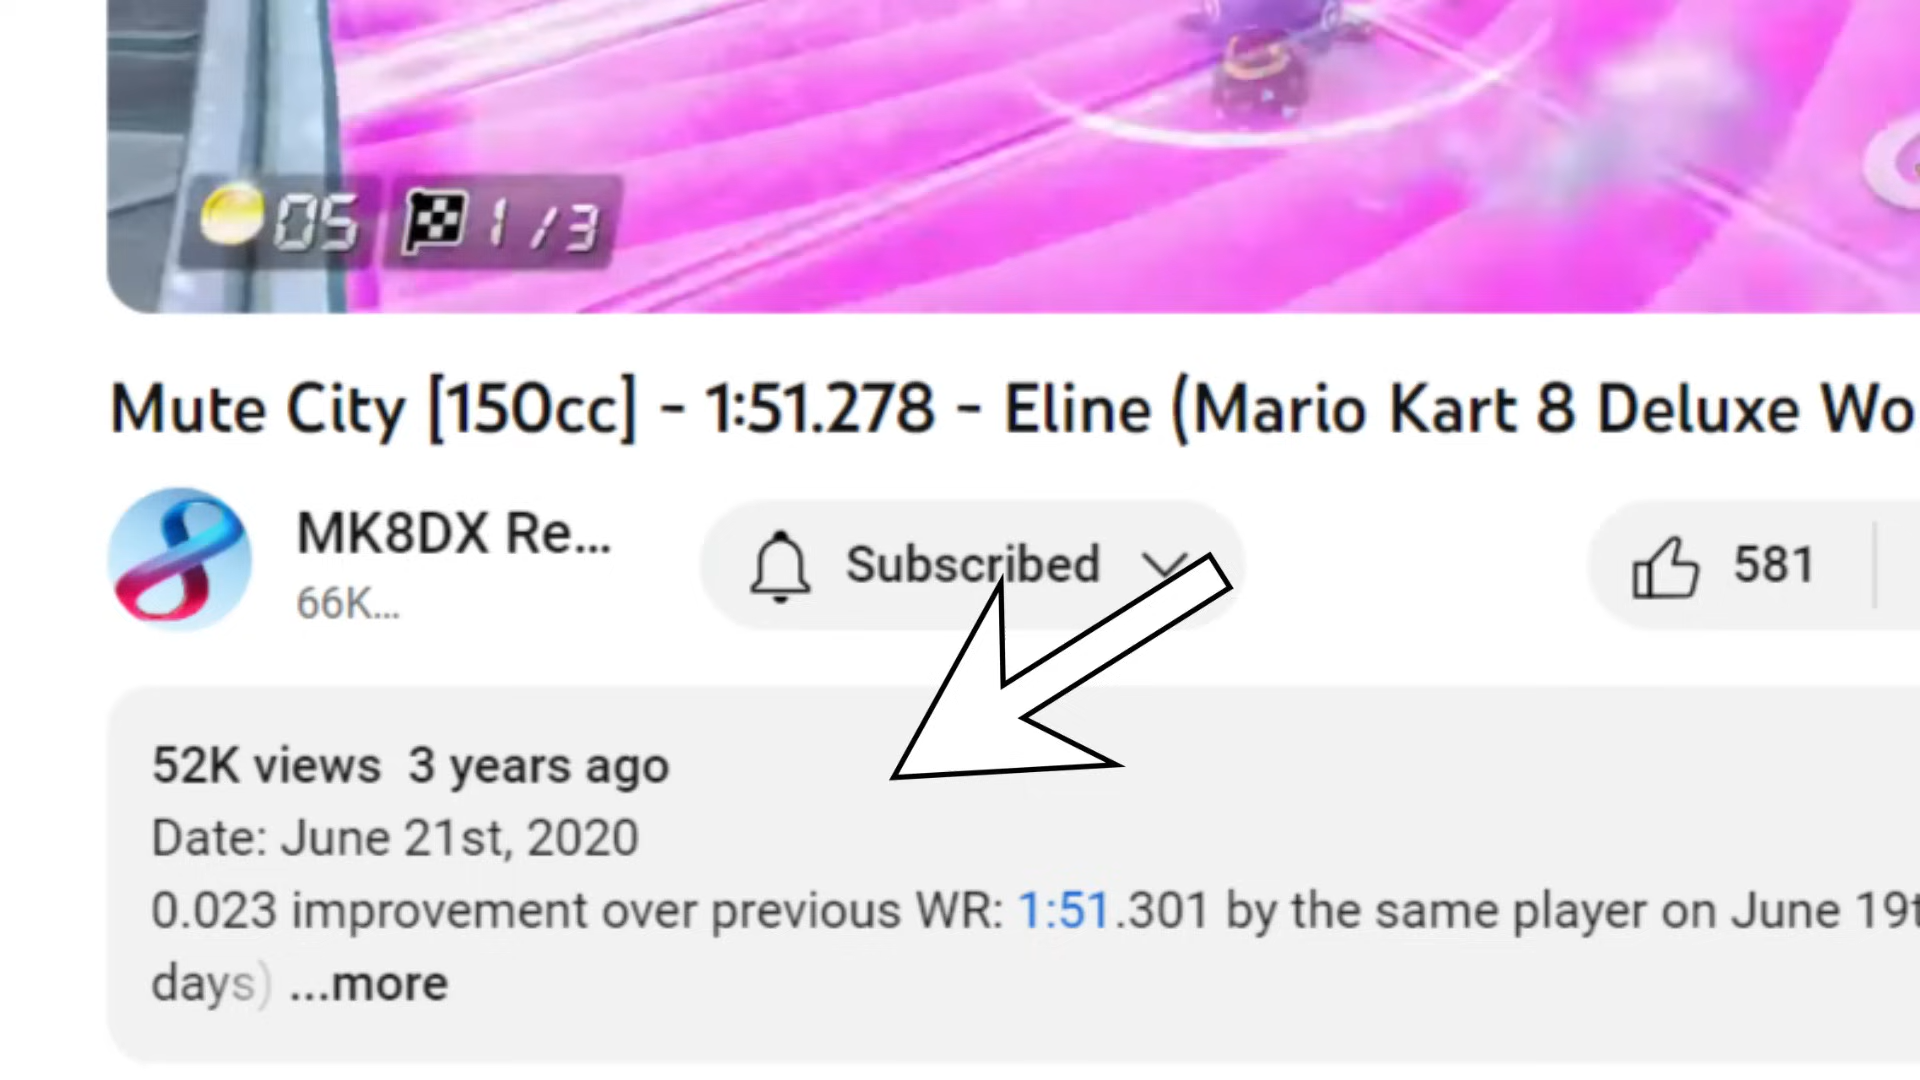 05 1/3
Mute City [150cc] - 1:51.278 - Eline (Mario Kart 8 Deluxe Wo
MK8DX Re...
66K...
Subscribed
581
52K views 3 years ago
Date: June 21st, 2020
0.023 improvement over previous WR: 1:51.301 by the same player on June 19t
days) ...more